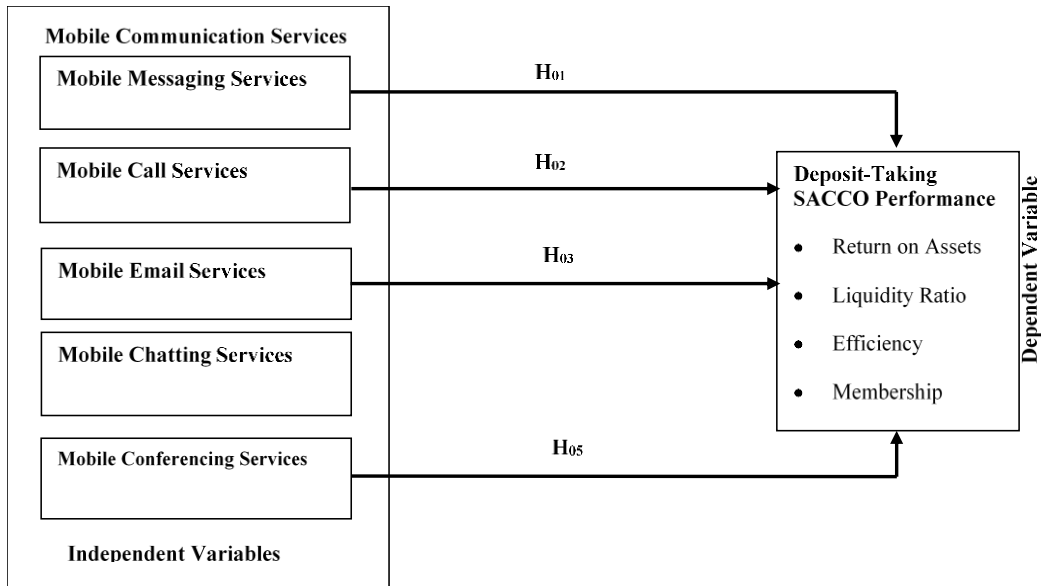 Mobile Communication Services
Mobile Messaging Services
Mobile Call Services
Mobile Email Services
Mobile Chatting Services
Mobile Conferencing Services
Independent Variables
H01
H02
H03
H05
Deposit-Taking
SACCO Performance
● Return on Assets
● Liquidity Ratio
● Efficiency
● Membership
Dependent Variable